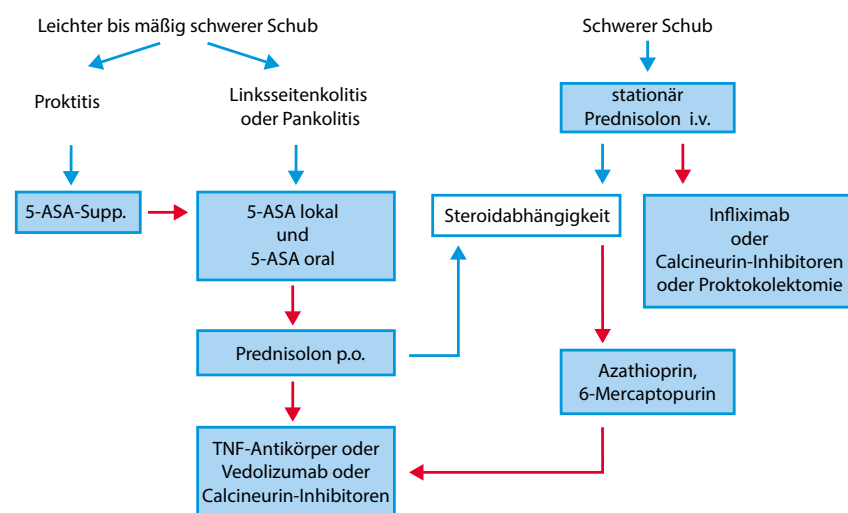 Leichter bis mäßig schwerer Schub
Schwerer Schub
Proktitis
Linksseitenkolitis
oder Pankolitis
stationär
Prednisolon i.v.
5-ASA-Supp.
5-ASA lokal
und
5-ASA oral
Steroidabhängigkeit
Infliximab
oder
Calcineurin-Inhibitoren
oder Proktokolektomie
Prednisolon p.o.
Azathioprin,
6-Mercaptopurin
TNF-Antikörper oder
Vedolizumab oder
Calcineurin-Inhibitoren